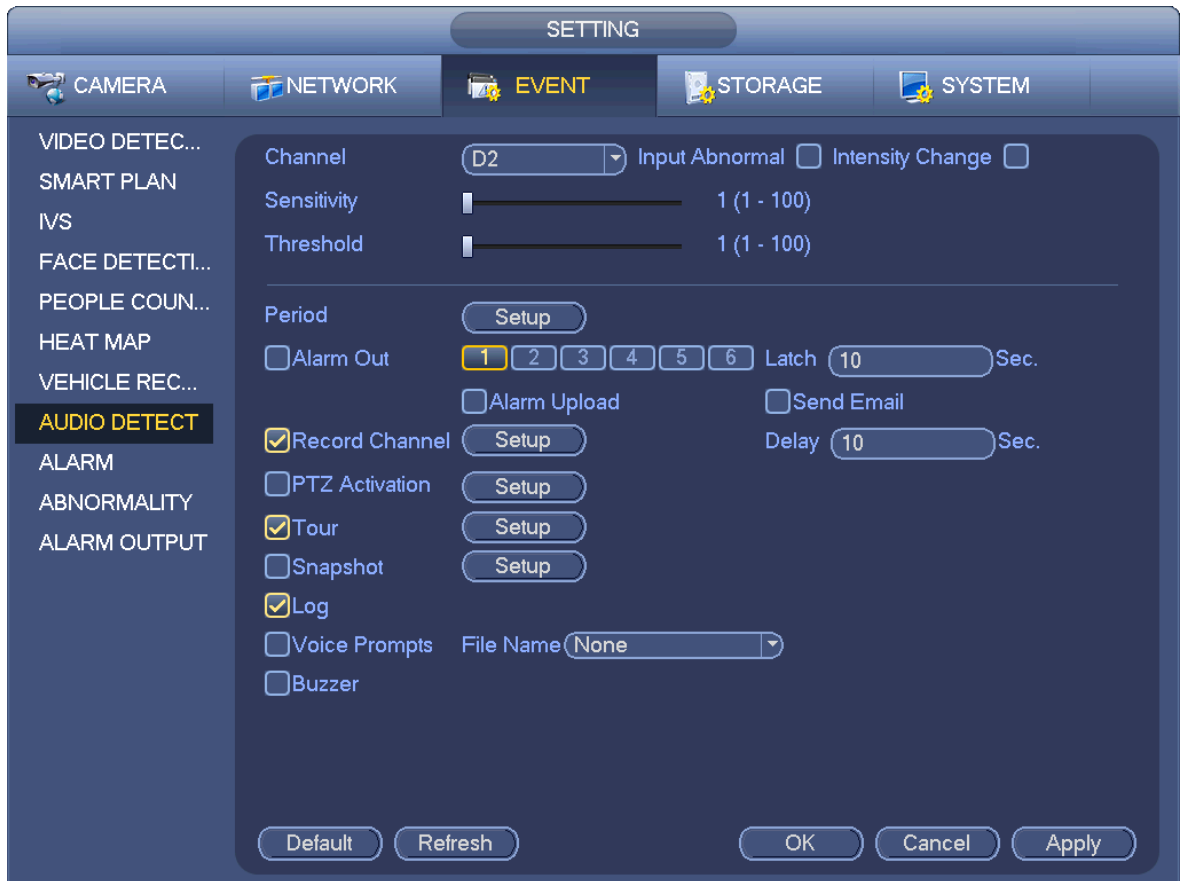 SETTING
CAMERA NETWORK EVENT STORAGE SYSTEM
VIDEO DETEC...
SMART PLAN
IVS
FACE DETECTI...
PEOPLE COUN...
HEAT MAP
VEHICLE REC...
AUDIO DETECT
ALARM
ABNORMALITY
ALARM OUTPUT
Channel D2 Input Abnormal Intensity Change
Sensitivity 1 (1 - 100)
Threshold 1 (1 - 100)
Period Setup
Alarm Out 1 2 3 4 5 6 Latch 10 Sec.
Alarm Upload Send Email
Record Channel Setup Delay 10 Sec.
PTZ Activation Setup
Tour Setup
Snapshot Setup
Log
Voice Prompts File Name None
Buzzer
Default Refresh OK Cancel Apply